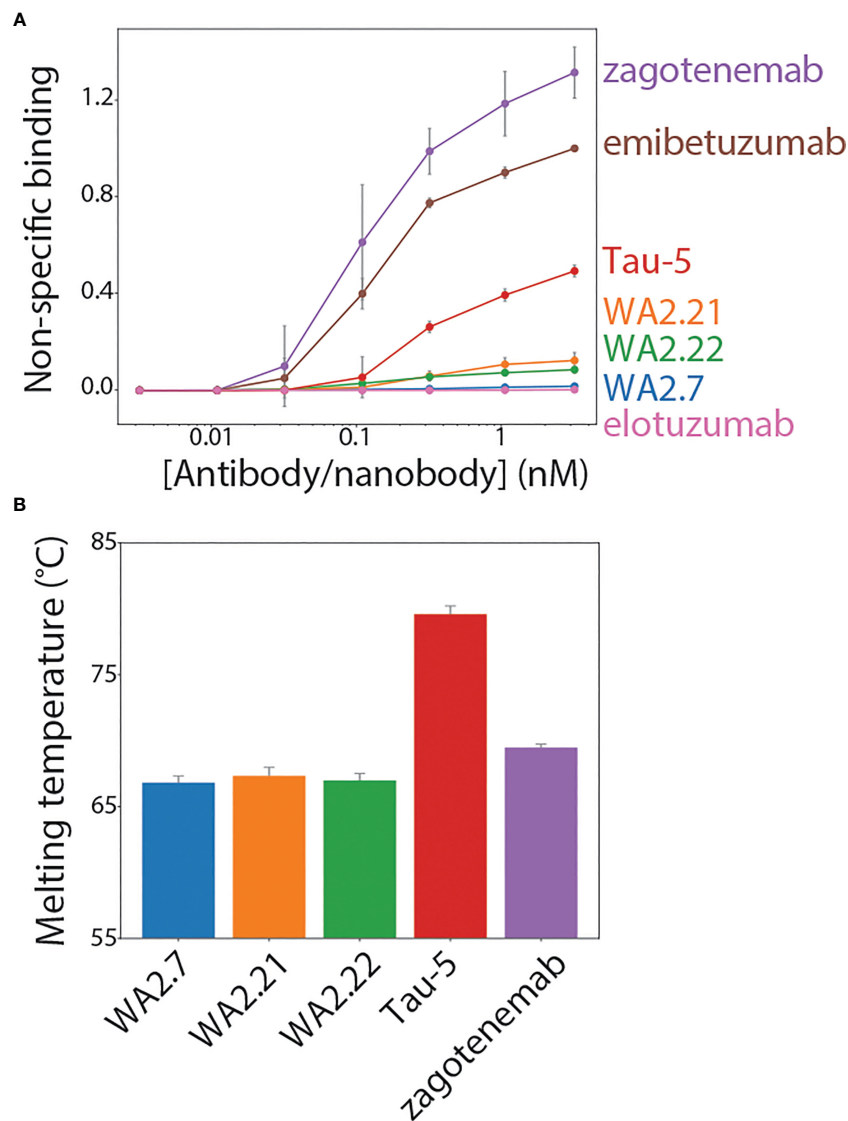 A
Non-specific binding
1.2
0.8
0.4
0.0
0.01
0.1
1
[Antibody/nanobody] (nM)
zagotenemab
emibetuzumab
Tau-5
WA2.21
WA2.22
WA2.7
elotuzumab
B
Melting temperature (°C)
85
75
65
55
WA2.7
WA2.21
WA2.22
Tau-5
zagotenemab